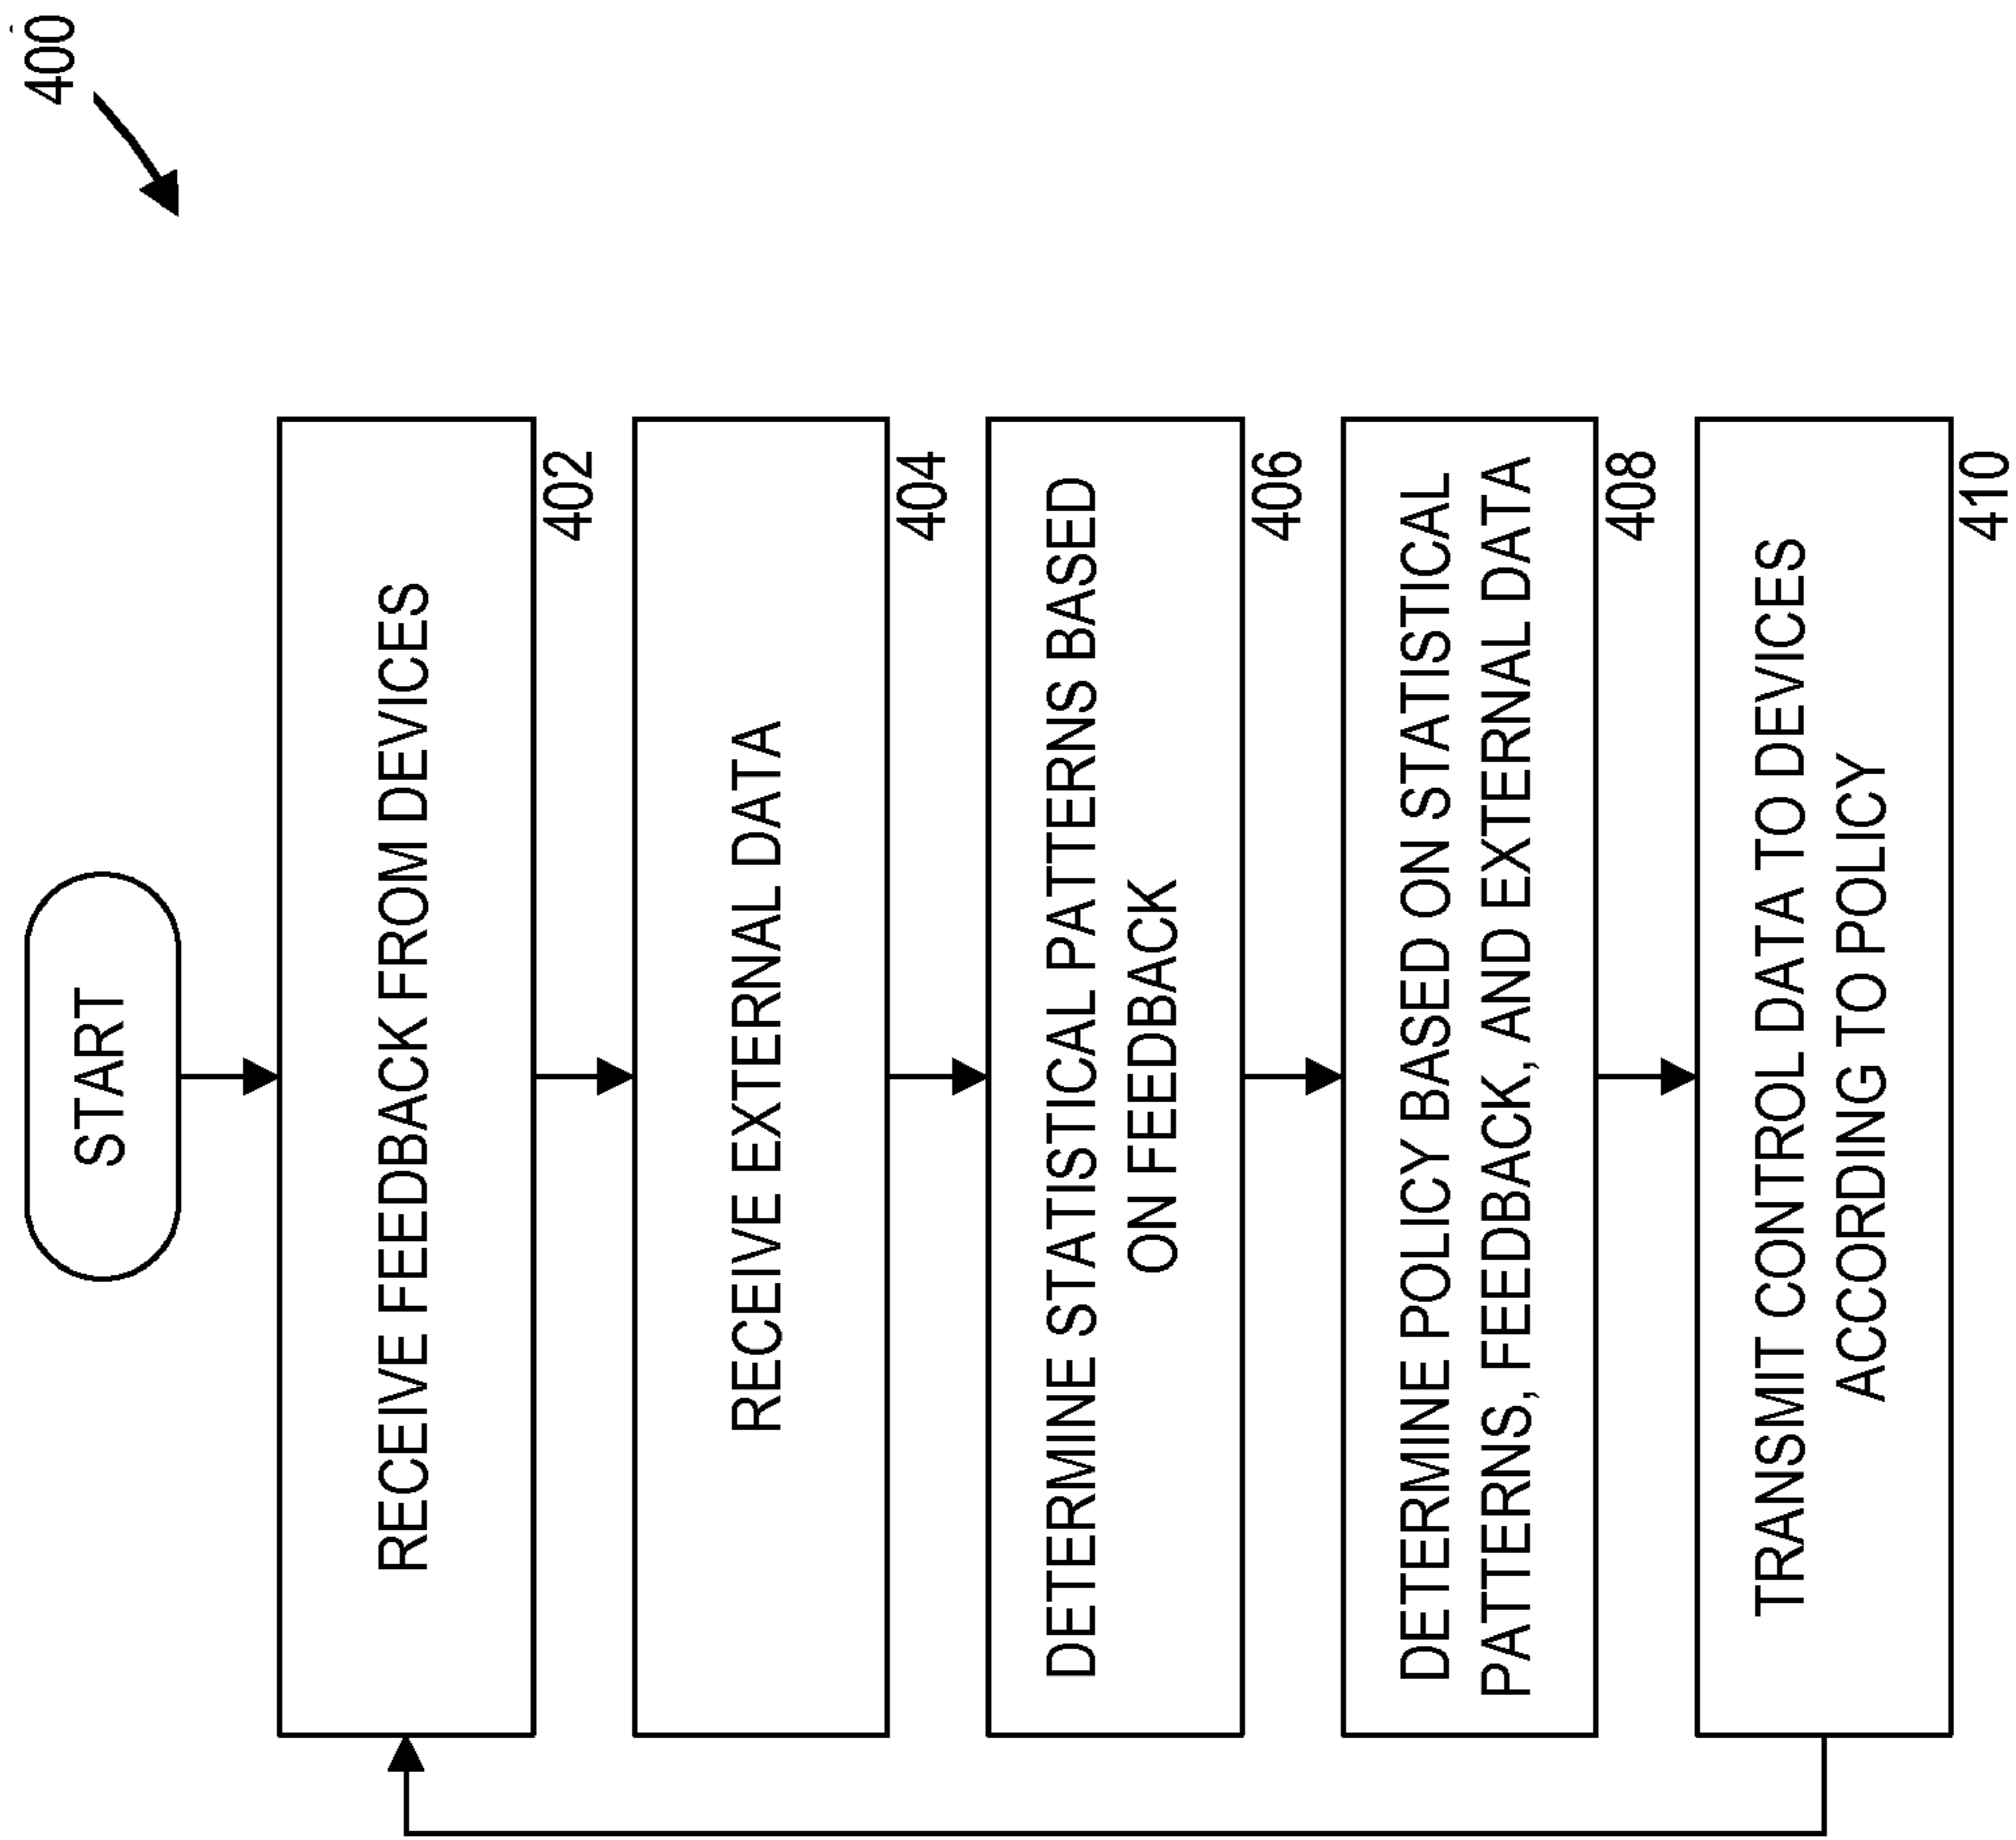 400
START
RECEIVE FEEDBACK FROM DEVICES
402
RECEIVE EXTERNAL DATA
404
DETERMINE STATISTICAL PATTERNS BASED
ON FEEDBACK
406
DETERMINE POLICY BASED ON STATISTICAL
PATTERNS, FEEDBACK, AND EXTERNAL DATA
408
TRANSMIT CONTROL DATA TO DEVICES
ACCORDING TO POLICY
410